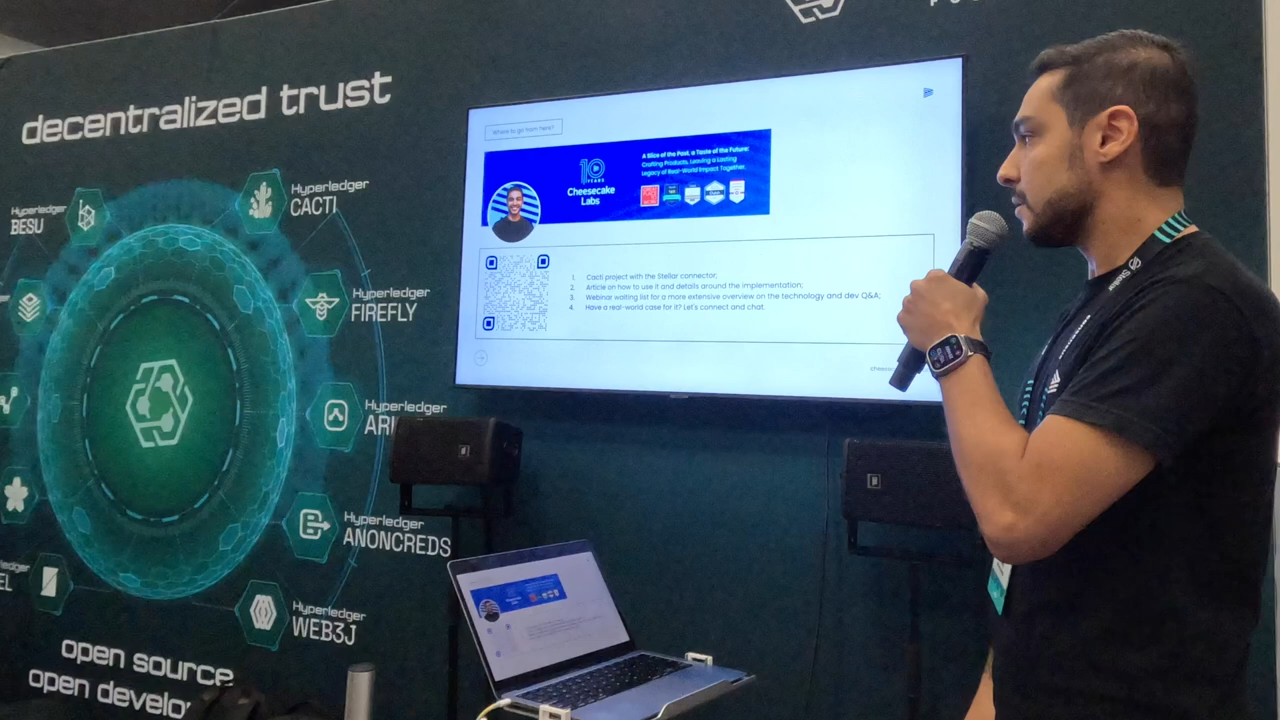 decentralized trust
Hyperledger
BESU
Hyperledger
CACTI
Hyperledger
FIREFLY
Hyperledger
Hyperledger
ANONCREDS
Hyperledger
WEB3J
open source
Where to go from here?
10
YEARS
Cheesecake
Labs
A Slice of the Past, a Taste of the Future:
Crafting Products, Leaving a Lasting
Legacy of Real-World Impact Together.
1. Cacti project with the Stellar connector;
2. Article on how to use it and details around the implementation;
3. Webinar waiting list for a more extensive overview on the technology and dev Q&A;
4. Have a real-world case for it? Let's connect and chat.